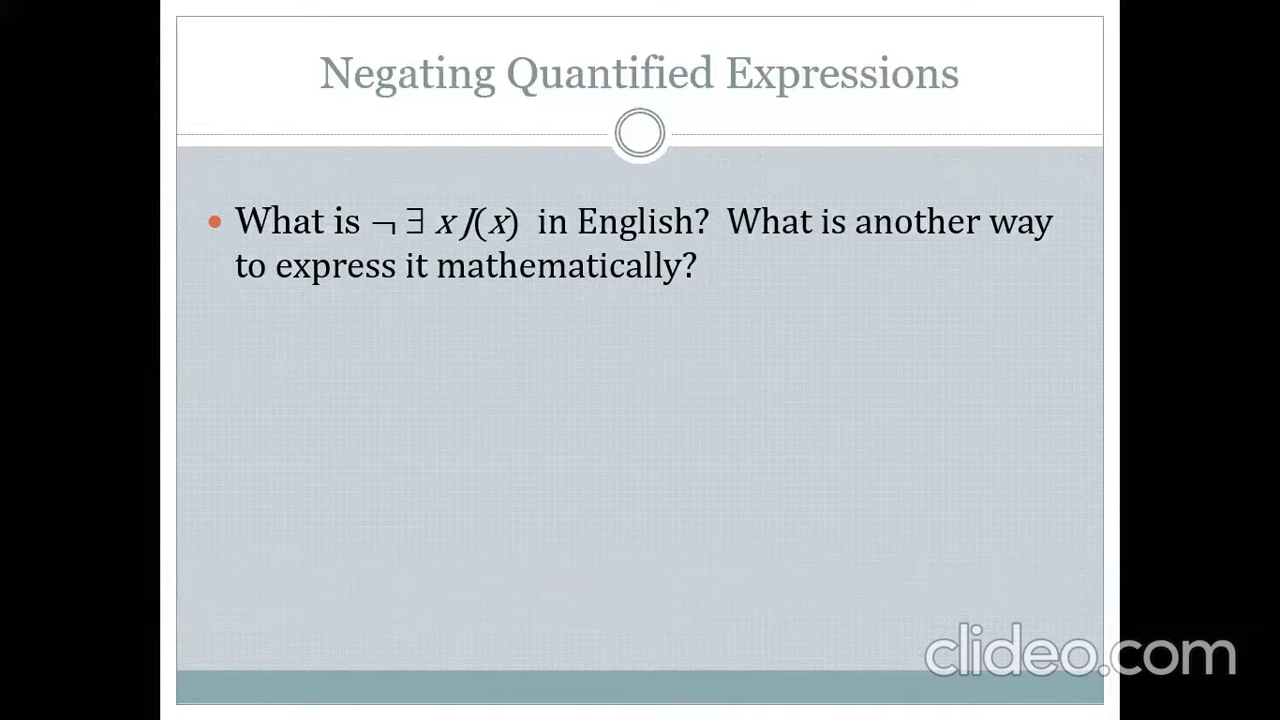 Negating Quantified Expressions
• What is ¬ ∃ x J(x) in English? What is another way
to express it mathematically?
clideo.com